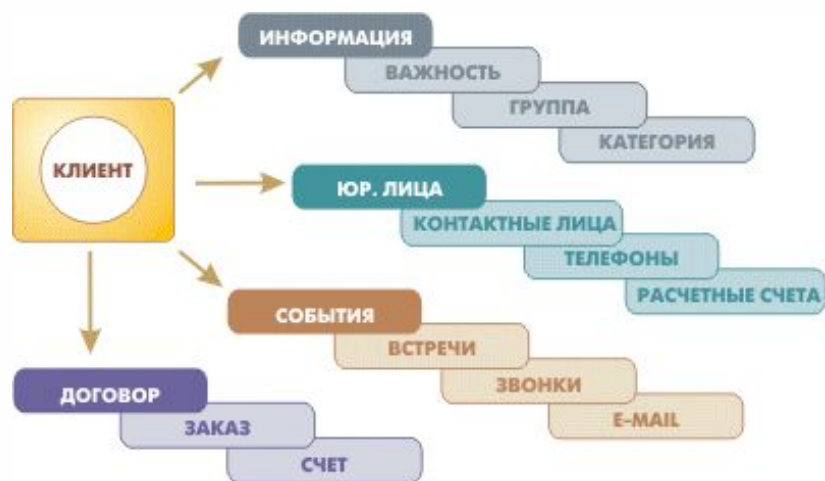 ИНФОРМАЦИЯ
ВАЖНОСТЬ
ГРУППА
КАТЕГОРИЯ
КЛИЕНТ
ЮР. ЛИЦА
КОНТАКТНЫЕ ЛИЦА
ТЕЛЕФОНЫ
РАСЧЕТНЫЕ СЧЕТА
СОБЫТИЯ
ВСТРЕЧИ
ЗВОНКИ
E-MAIL
ДОГОВОР
ЗАКАЗ
СЧЕТ